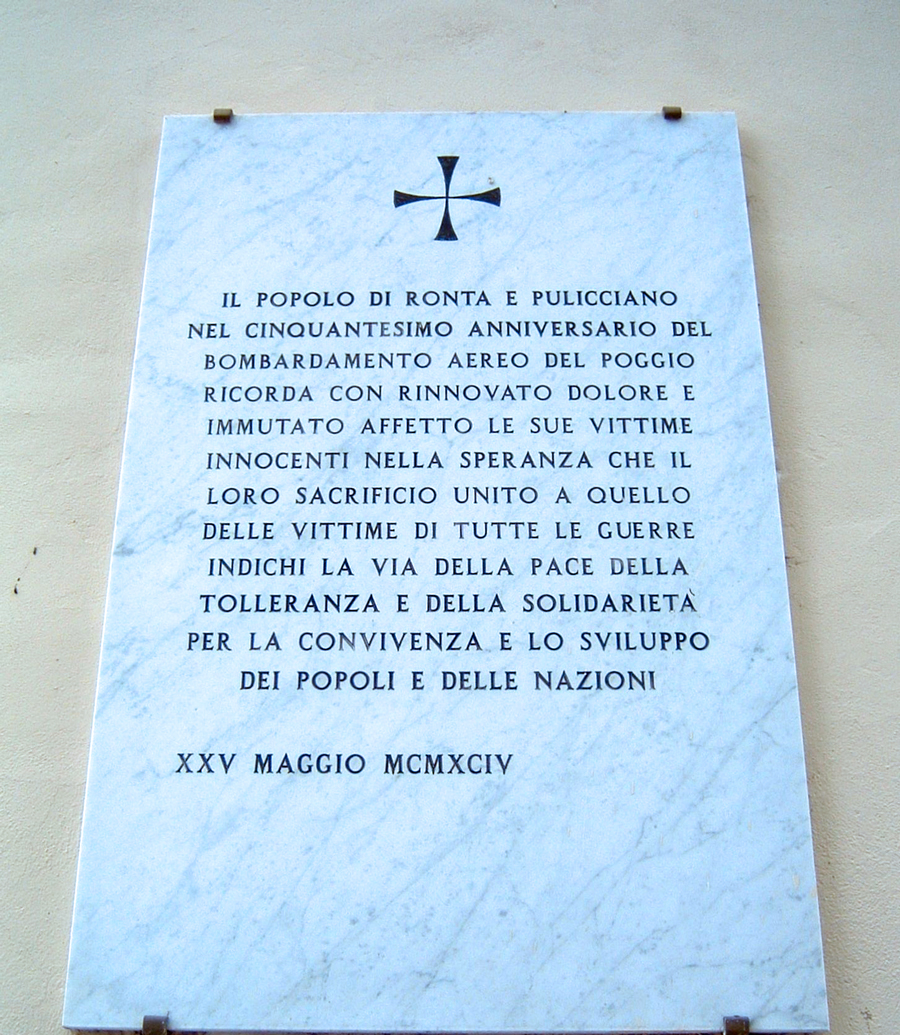 IL POPOLO DI RONTA E PULICCIANO
NEL CINQUANTESIMO ANNIVERSARIO DEL
BOMBARDAMENTO AEREO DEL POGGIO
RICORDA CON RINNOVATO DOLORE E
IMMUTATO AFFETTO LE SUE VITTIME
INNOCENTI NELLA SPERANZA CHE IL
LORO SACRIFICIO UNITO A QUELLO
DELLE VITTIME DI TUTTE LE GUERRE
INDICHI LA VIA DELLA PACE DELLA
TOLLERANZA E DELLA SOLIDARIETÀ
PER LA CONVIVENZA E LO SVILUPPO
DEI POPOLI E DELLE NAZIONI
XXV MAGGIO MCMXCIV